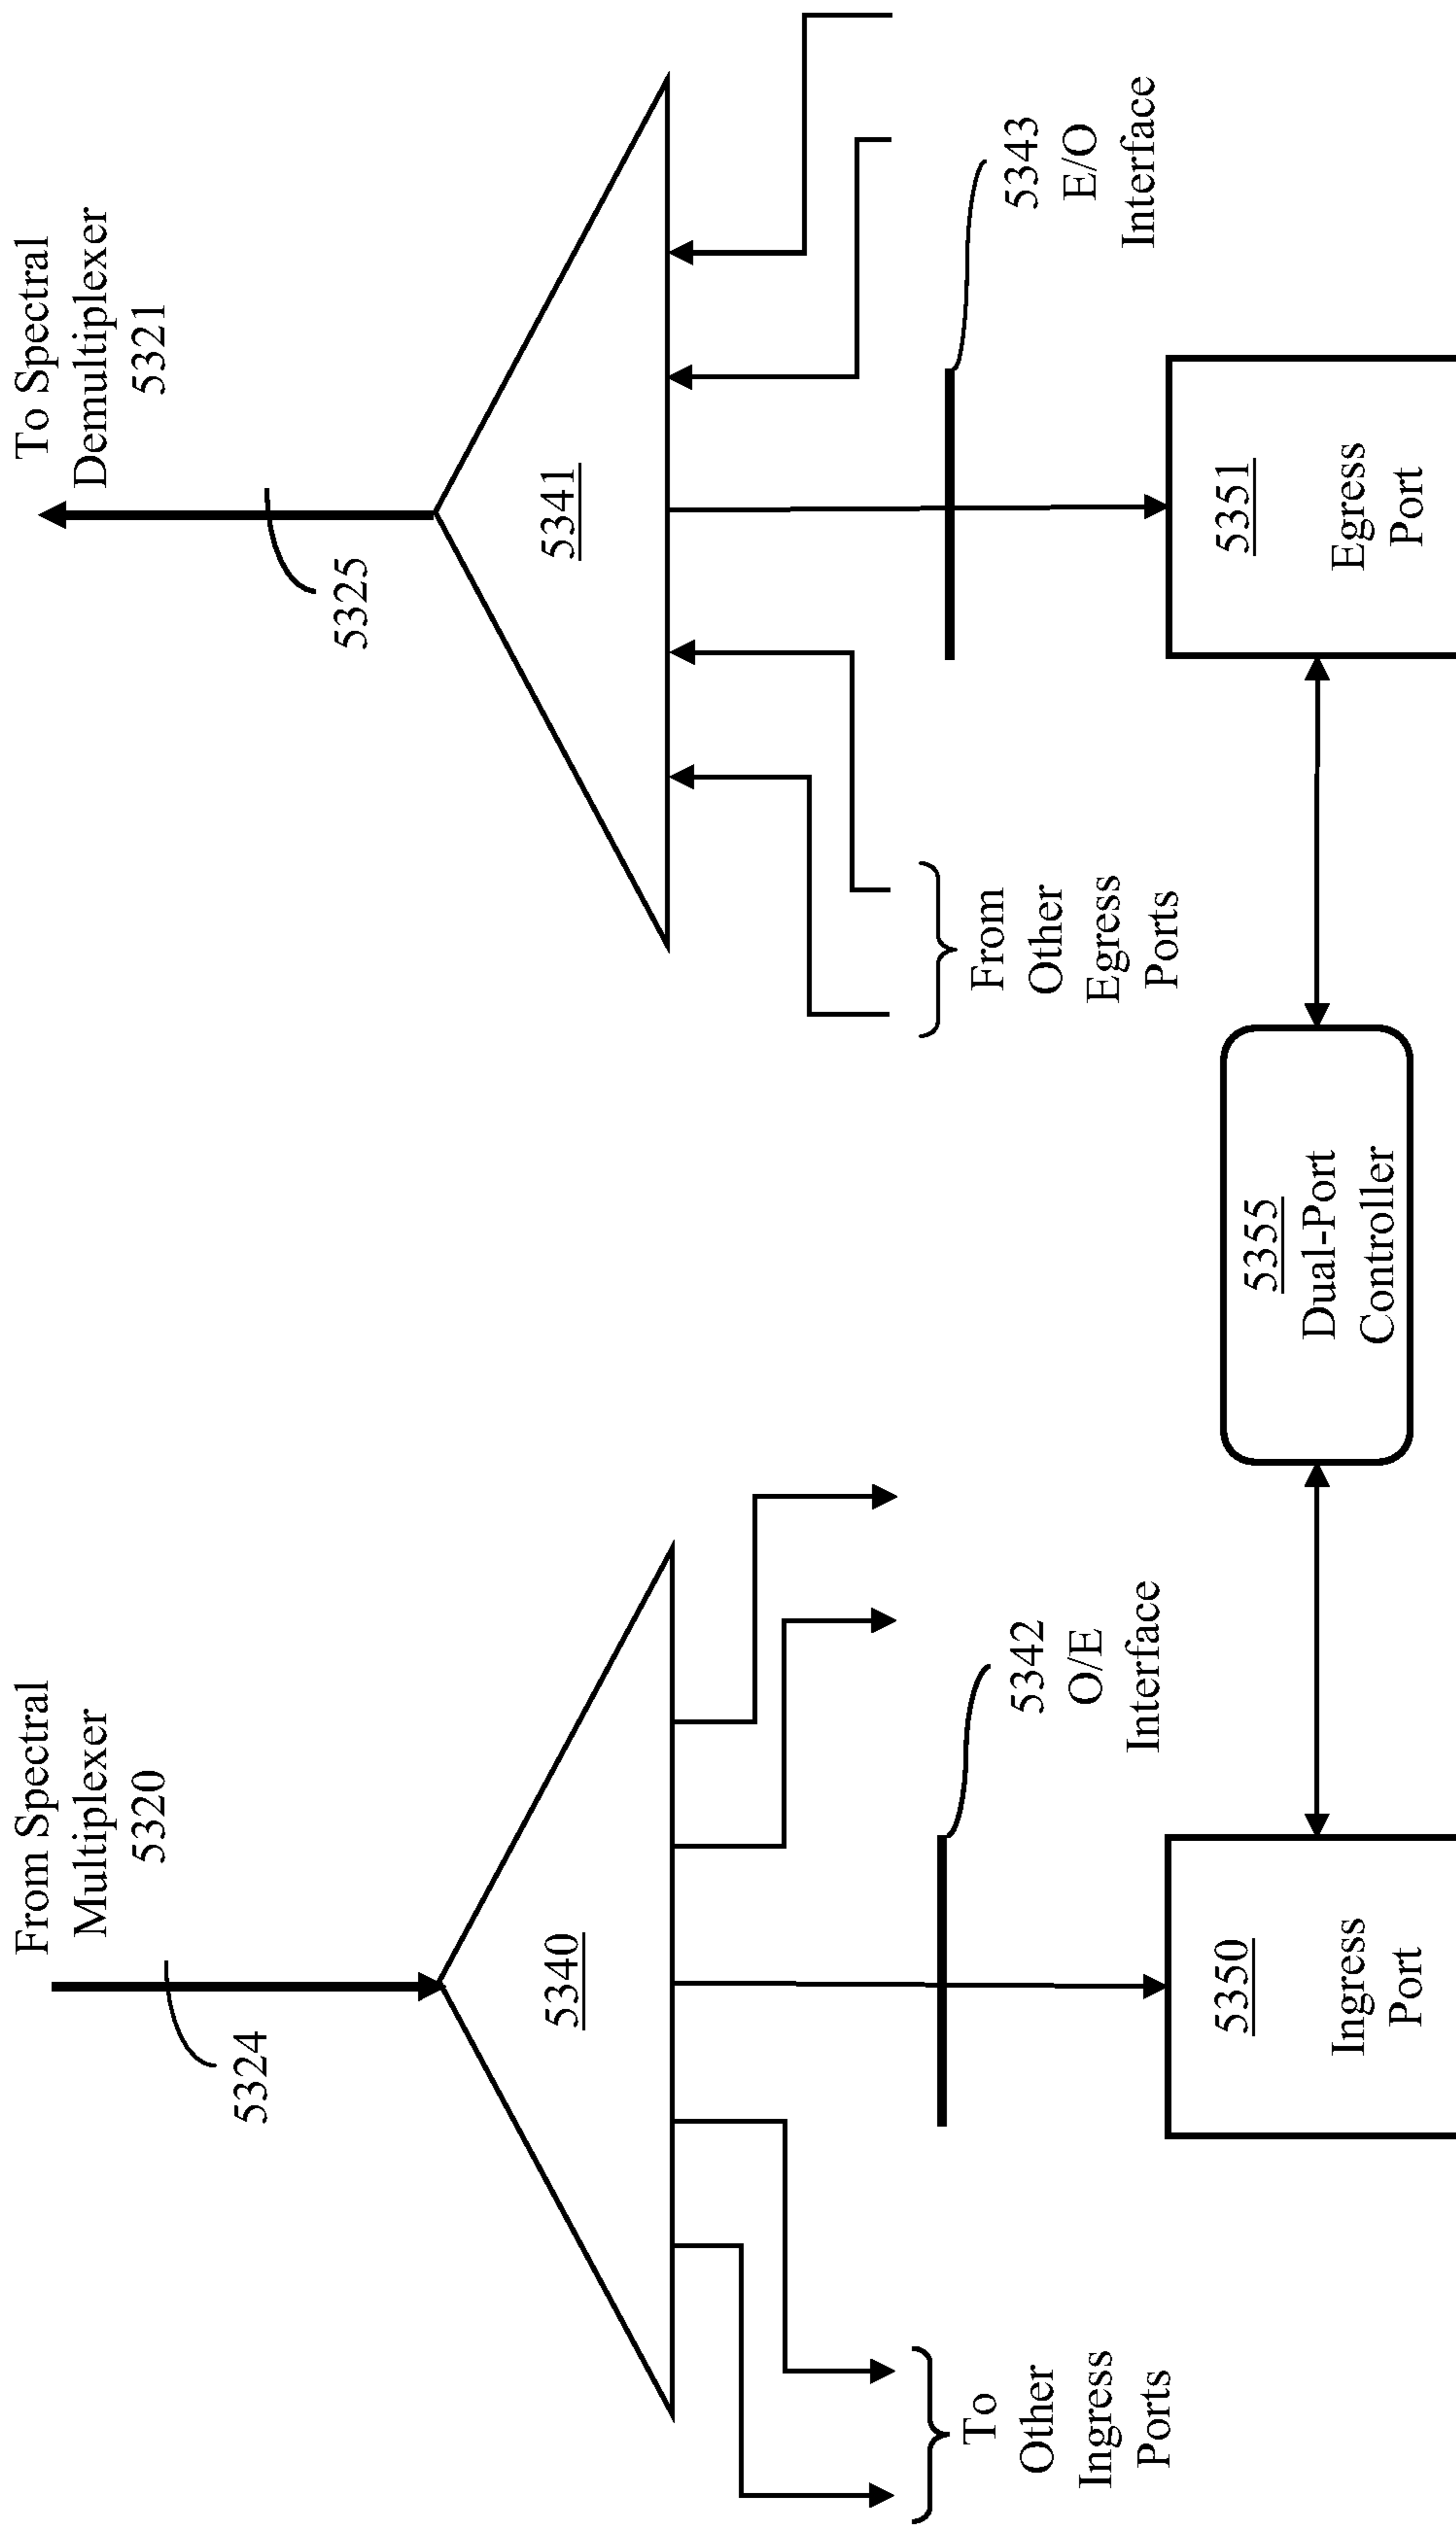 From Spectral
Multiplexer
5320
5324
5340
To
Other
Ingress
Ports
5342
O/E
Interface
5350
Ingress
Port
5355
Dual-Port
Controller
To Spectral
Demultiplexer
5321
5325
5341
From
Other
Egress
Ports
5343
E/O
Interface
5351
Egress
Port